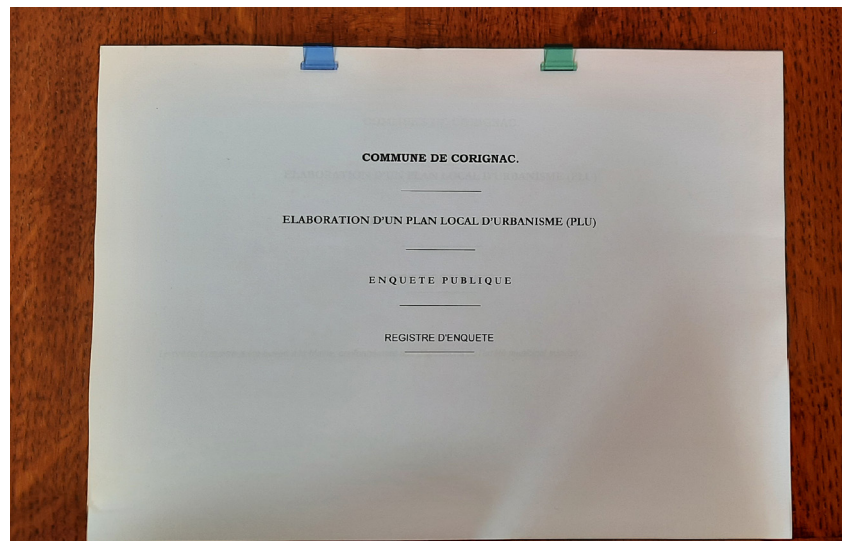 COMMUNE DE CORIGNAC.
ELABORATION D'UN PLAN LOCAL D'URBANISME (PLU)
ENQUETE PUBLIQUE
REGISTRE D'ENQUETE